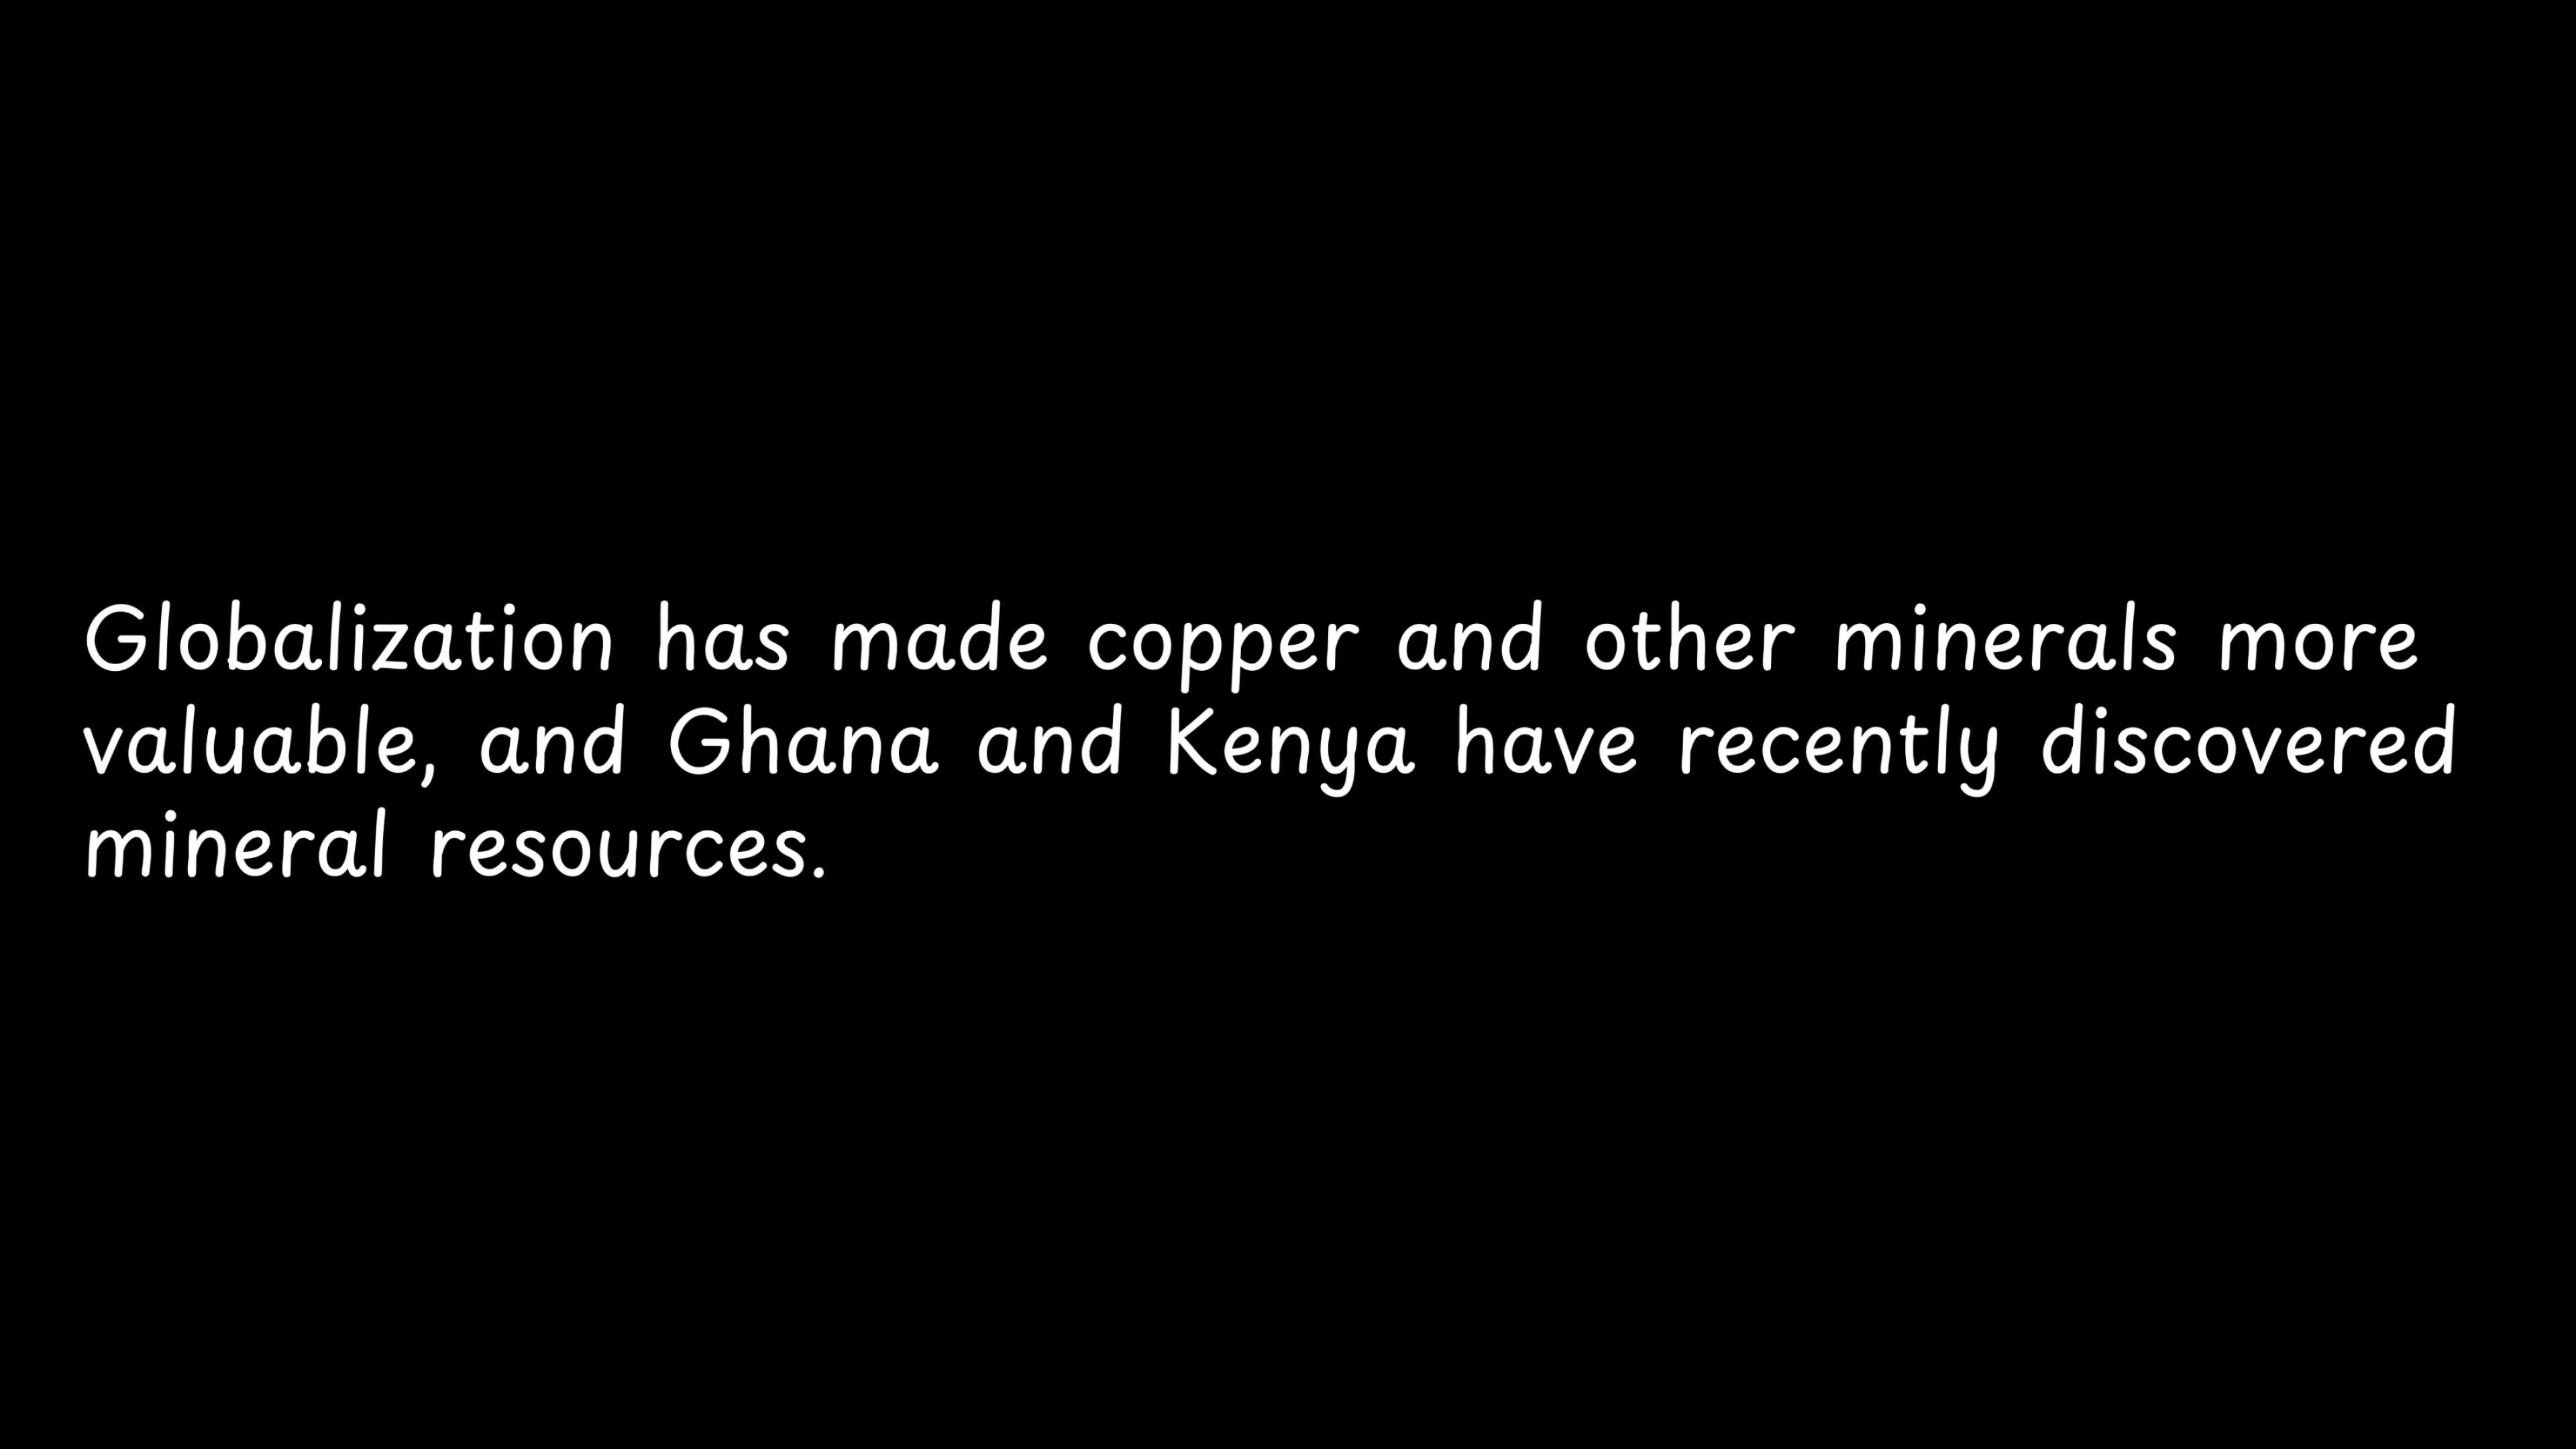 Globalization has made copper and other minerals more
valuable, and Ghana and Kenya have recently discovered
mineral resources.